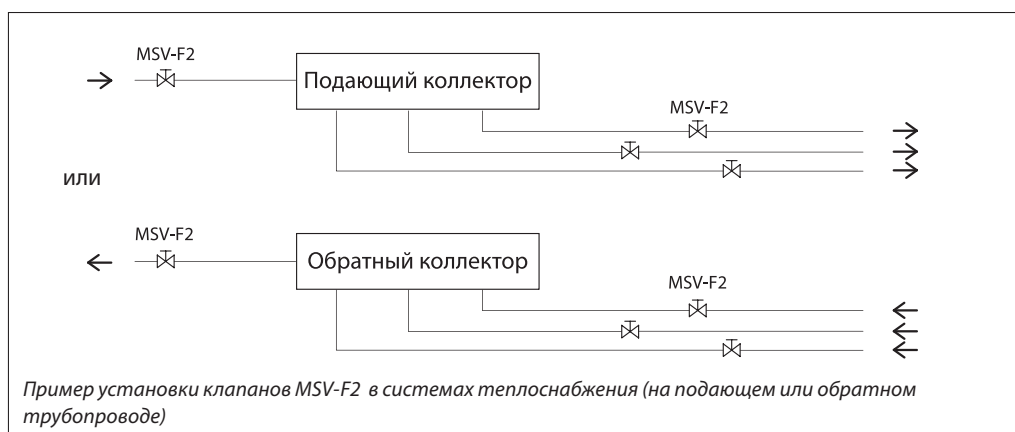 MSV-F2
Подающий коллектор
MSV-F2
или
MSV-F2
Обратный коллектор
MSV-F2
Пример установки клапанов MSV-F2 в системах теплоснабжения (на подающем или обратном
трубопроводе)